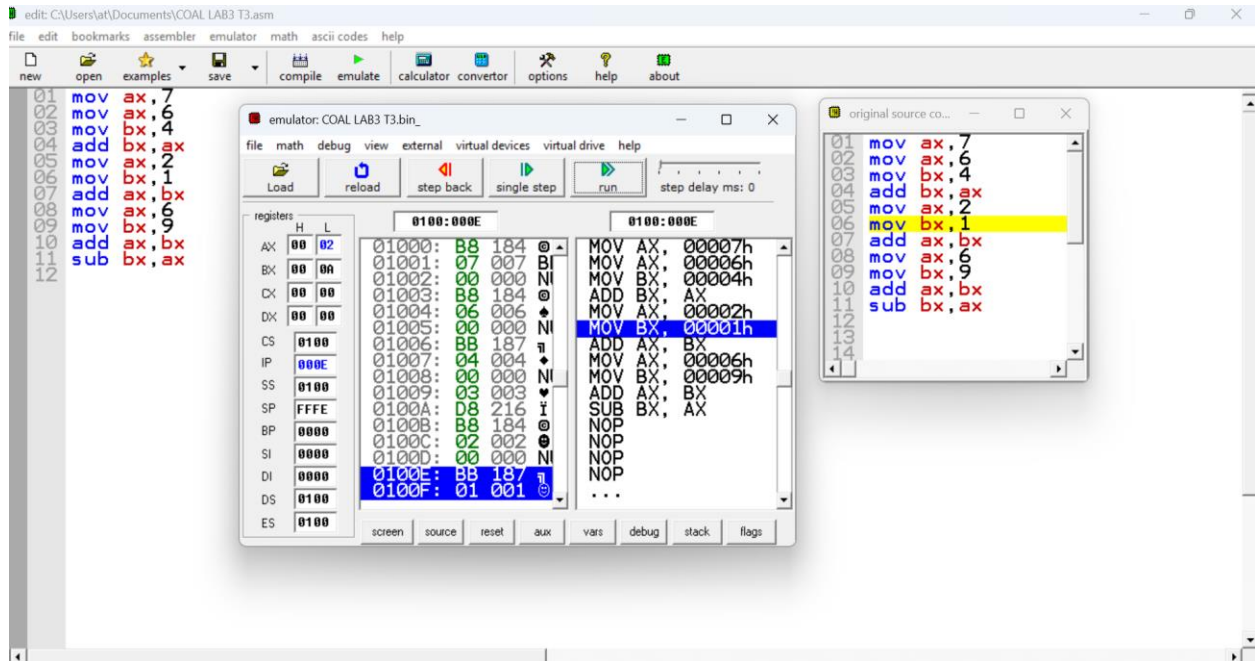 edit: C:\Users\at\Documents\COAL LAB3 T3.asm
file edit bookmarks assembler emulator math ascii codes help
new open examples save compile emulate calculator convertor options help about
01 mov ax,7
02 mov ax,6
03 mov bx,4
04 add bx,ax
05 mov ax,2
06 mov bx,1
07 add ax,bx
08 mov ax,6
09 mov bx,9
10 add ax,bx
11 sub bx,ax
12
emulator: COAL LAB3 T3.bin_
file math debug view external virtual devices virtual drive help
Load reload step back single step run step delay ms: 0
registers
H L
AX 00 02
BX 00 0A
CX 00 00
DX 00 00
CS 0100
IP 000E
SS 0100
SP FFFE
BP 0000
SI 0000
DI 0000
DS 0100
ES 0100
0100:000E
01000: B8 184
01001: 07 007
01002: 00 000
01003: B8 184
01004: 06 006 ♠
01005: 00 000
01006: BB 187 ╗
01007: 04 004 ♦
01008: 00 000
01009: 03 003 ♥
0100A: D8 216
0100B: B8 184
0100C: 02 002 ☻
0100D: 00 000
0100E: BB 187 ╗
0100F: 01 001 ☺
0100:000E
MOV AX, 00007h
MOV AX, 00006h
MOV BX, 00004h
ADD BX, AX
MOV AX, 00002h
MOV BX, 00001h
ADD AX, BX
MOV AX, 00006h
MOV BX, 00009h
ADD AX, BX
SUB BX, AX
NOP
NOP
NOP
NOP
...
screen source reset aux vars debug stack flags
original source co...
01 mov ax,7
02 mov ax,6
03 mov bx,4
04 add bx,ax
05 mov ax,2
06 mov bx,1
07 add ax,bx
08 mov ax,6
09 mov bx,9
10 add ax,bx
11 sub bx,ax
12
13
14